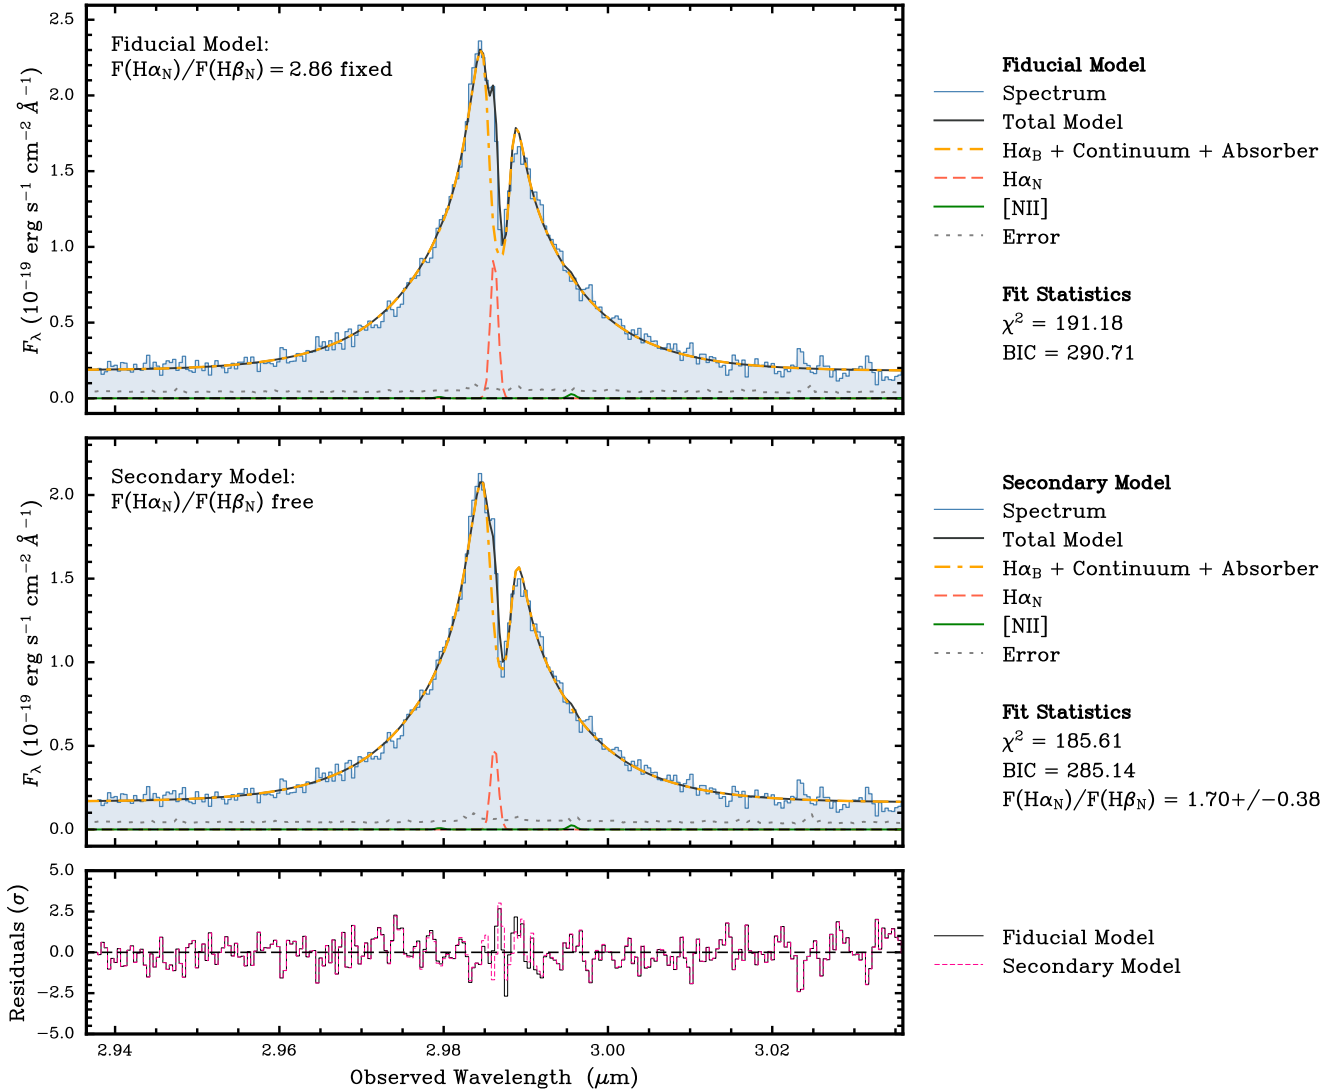 Fiducial Model:
F(Hα_N)/F(Hβ_N) = 2.86 fixed
2.5
2.0
1.5
1.0
0.5
0.0
F_λ (10^−19 erg s^−1 cm^−2 Å^−1)
Fiducial Model
Spectrum
Total Model
Hα_B + Continuum + Absorber
Hα_N
[NII]
Error
Fit Statistics
χ^2 = 191.18
BIC = 290.71
Secondary Model:
F(Hα_N)/F(Hβ_N) free
2.0
1.5
1.0
0.5
0.0
F_λ (10^−19 erg s^−1 cm^−2 Å^−1)
Secondary Model
Spectrum
Total Model
Hα_B + Continuum + Absorber
Hα_N
[NII]
Error
Fit Statistics
χ^2 = 185.61
BIC = 285.14
F(Hα_N)/F(Hβ_N) = 1.70+/−0.38
5.0
2.5
0.0
−2.5
−5.0
Residuals (σ)
Fiducial Model
Secondary Model
2.94 2.96 2.98 3.00 3.02
Observed Wavelength (μm)